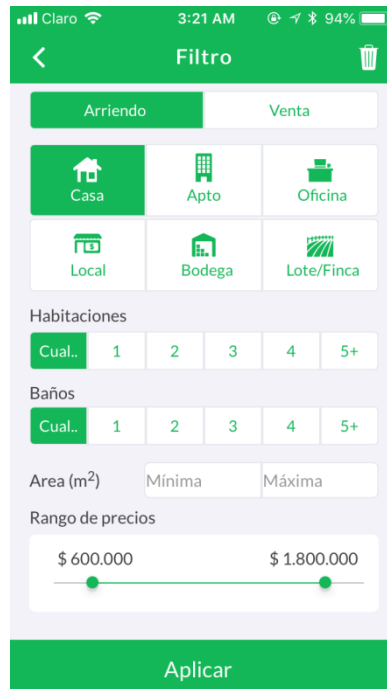 Claro 3:21 AM 94%
Filtro
Arriendo Venta
Casa Apto Oficina
Local Bodega Lote/Finca
Habitaciones
Cual.. 1 2 3 4 5+
Baños
Cual.. 1 2 3 4 5+
Area (m²) Mínima Máxima
Rango de precios
$ 600.000 $ 1.800.000
Aplicar